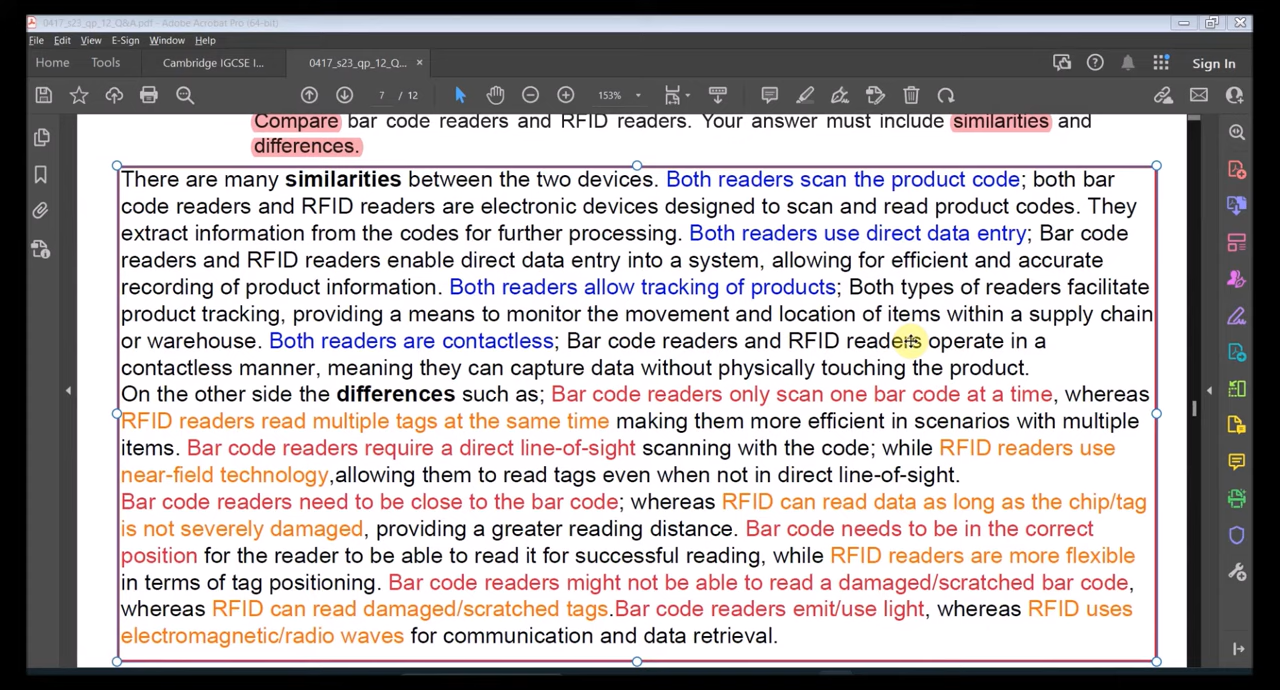 0417_s23_qp_12_Q&A.pdf - Adobe Acrobat Pro (64-bit)
File Edit View E-Sign Window Help
Home Tools Cambridge IGCSE I... 0417_s23_qp_12_Q... × Sign In
7 / 12 153%
Compare bar code readers and RFID readers. Your answer must include similarities and
differences.
There are many similarities between the two devices. Both readers scan the product code; both bar
code readers and RFID readers are electronic devices designed to scan and read product codes. They
extract information from the codes for further processing. Both readers use direct data entry; Bar code
readers and RFID readers enable direct data entry into a system, allowing for efficient and accurate
recording of product information. Both readers allow tracking of products; Both types of readers facilitate
product tracking, providing a means to monitor the movement and location of items within a supply chain
or warehouse. Both readers are contactless; Bar code readers and RFID readers operate in a
contactless manner, meaning they can capture data without physically touching the product.
On the other side the differences such as; Bar code readers only scan one bar code at a time, whereas
RFID readers read multiple tags at the same time making them more efficient in scenarios with multiple
items. Bar code readers require a direct line-of-sight scanning with the code; while RFID readers use
near-field technology,allowing them to read tags even when not in direct line-of-sight.
Bar code readers need to be close to the bar code; whereas RFID can read data as long as the chip/tag
is not severely damaged, providing a greater reading distance. Bar code needs to be in the correct
position for the reader to be able to read it for successful reading, while RFID readers are more flexible
in terms of tag positioning. Bar code readers might not be able to read a damaged/scratched bar code,
whereas RFID can read damaged/scratched tags.Bar code readers emit/use light, whereas RFID uses
electromagnetic/radio waves for communication and data retrieval.